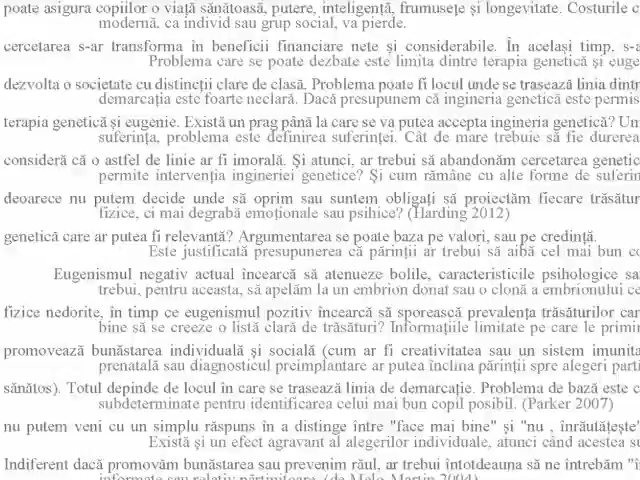 poate asigura copiilor o viață sănătoasă, putere, inteligență, frumusețe și longevitate. Costurile
modernă, ca individ sau grup social, va pierde.
cercetarea s-ar transforma în beneficii financiare nete și considerabile. În același timp, s-a
Problema care se poate dezbate este limita dintre terapia genetică și euge
dezvolta o societate cu distincții clare de clasă. Problema poate fi locul unde se trasează linia dintr
demarcația este foarte neclară. Dacă presupunem că ingineria genetică este permis
terapia genetică și eugenie. Există un prag până la care se va putea accepta ingineria genetică? Un
suferința, problema este definirea suferinței. Cât de mare trebuie să fie durerea
consideră că o astfel de linie ar fi imorală. Și atunci, ar trebui să abandonăm cercetarea genetic
permite intervenția ingineriei genetice? Și cum rămâne cu alte forme de suferin
deoarece nu putem decide unde să oprim sau suntem obligați să proiectăm fiecare trăsătur
fizice, ci mai degrabă emoționale sau psihice? (Harding 2012)
genetică care ar putea fi relevantă? Argumentarea se poate baza pe valori, sau pe credință.
Este justificată presupunerea că părinții ar trebui să aibă cel mai bun co
Eugenismul negativ actual încearcă să atenueze bolile, caracteristicile psihologice sa
trebui, pentru aceasta, să apelăm la un embrion donat sau o clonă a embrionului ce
fizice nedorite, în timp ce eugenismul pozitiv încearcă să sporească prevalența trăsăturilor car
bine să se creeze o listă clară de trăsături? Informațiile limitate pe care le primi
promovează bunăstarea individuală și socială (cum ar fi creativitatea sau un sistem imunita
prenatală sau diagnosticul preimplantare ar putea înclina părinții spre alegeri parti
sănătos). Totul depinde de locul în care se trasează linia de demarcație. Problema de bază este c
subdeterminate pentru identificarea celui mai bun copil posibil. (Parker 2007)
nu putem veni cu un simplu răspuns în a distinge între "face mai bine" și "nu , înrăutățește"
Există și un efect agravant al alegerilor individuale, atunci când acestea su
Indiferent dacă promovăm bunăstarea sau prevenim răul, ar trebui întotdeauna să ne întrebăm "î
informate sau relativ părtinitoare. (de Melo-Martin 2004)